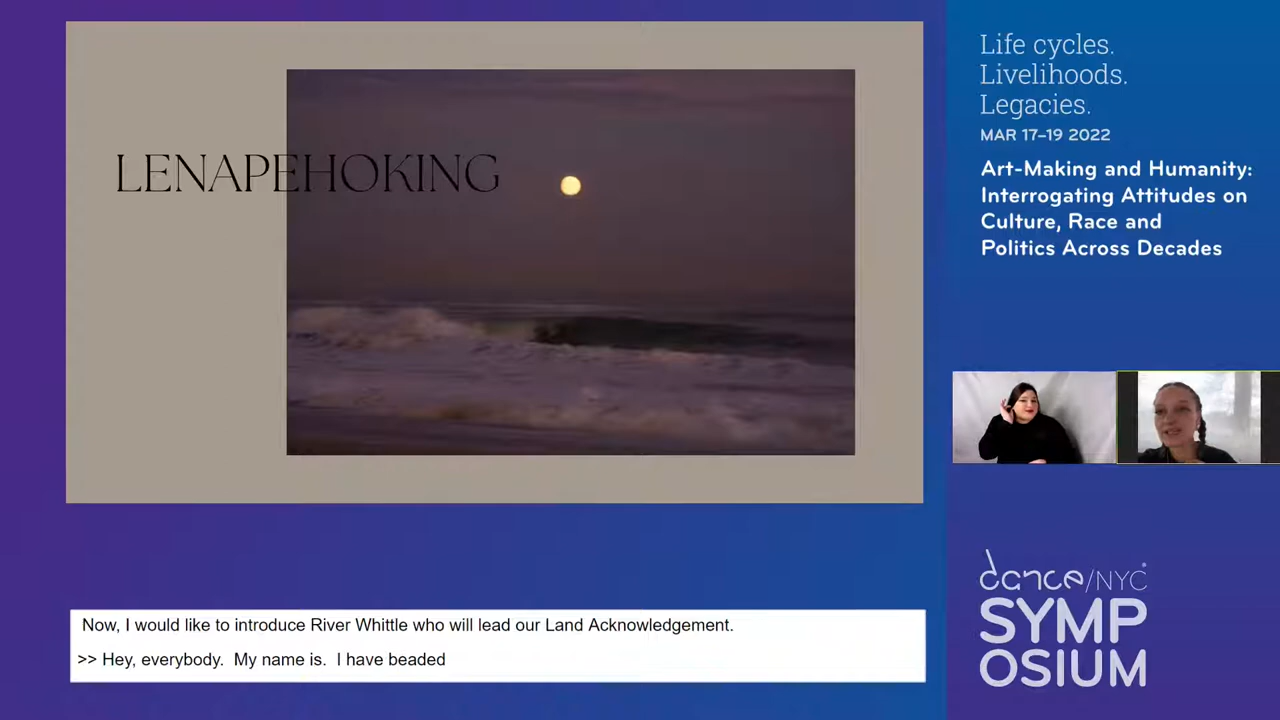 LENAPEHOKING
Life cycles.
Livelihoods.
Legacies.
MAR 17–19 2022
Art-Making and Humanity:
Interrogating Attitudes on
Culture, Race and
Politics Across Decades
dance/NYC
SYMP
OSIUM
Now, I would like to introduce River Whittle who will lead our Land Acknowledgement.
>> Hey, everybody.  My name is.  I have beaded